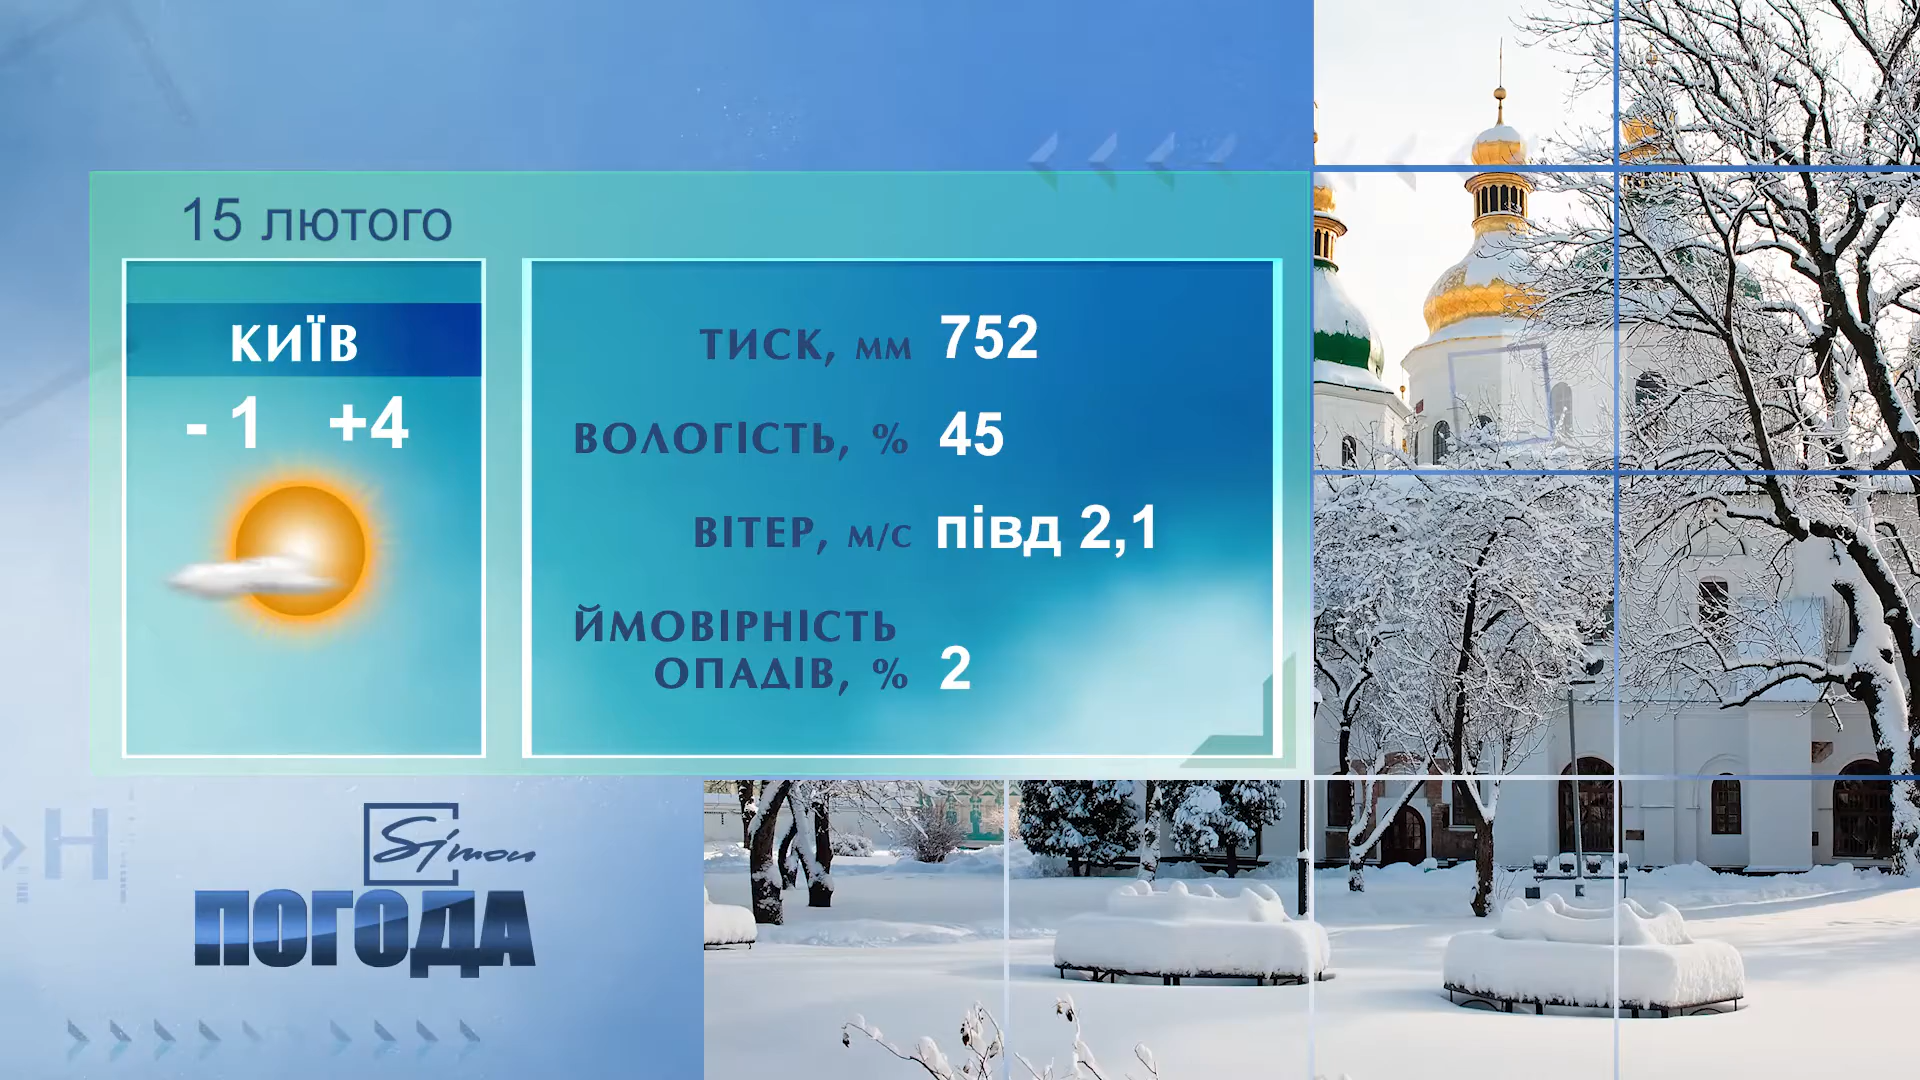 15 лютого
КИЇВ
- 1 +4
ТИСК, мм 752
ВОЛОГІСТЬ, % 45
ВІТЕР, м/с півд 2,1
ЙМОВІРНІСТЬ
ОПАДІВ, % 2
Simon
ПОГОДА
Н